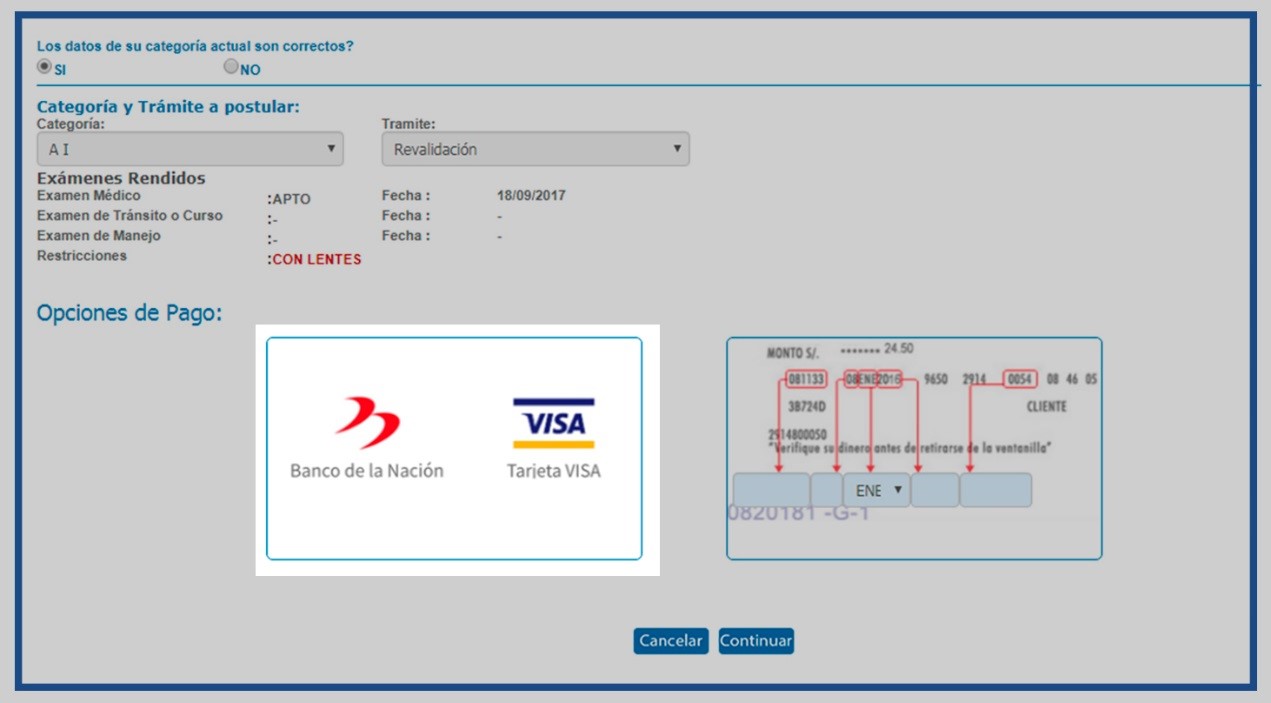 Los datos de su categoría actual son correctos?
SI NO
Categoría y Trámite a postular:
Categoría: Tramite:
A I Revalidación
Exámenes Rendidos
Examen Médico :APTO Fecha : 18/09/2017
Examen de Tránsito o Curso :- Fecha : -
Examen de Manejo :- Fecha : -
Restricciones :CON LENTES
Opciones de Pago:
Banco de la Nación
VISA
Tarjeta VISA
MONTO S/. ******* 24.50
081133 08ENE2016 9650 2914 0054 08 46 05
3B724D CLIENTE
2914800050
"Verifique su dinero antes de retirarse de la ventanilla"
ENE
0820181 -G-1
Cancelar Continuar